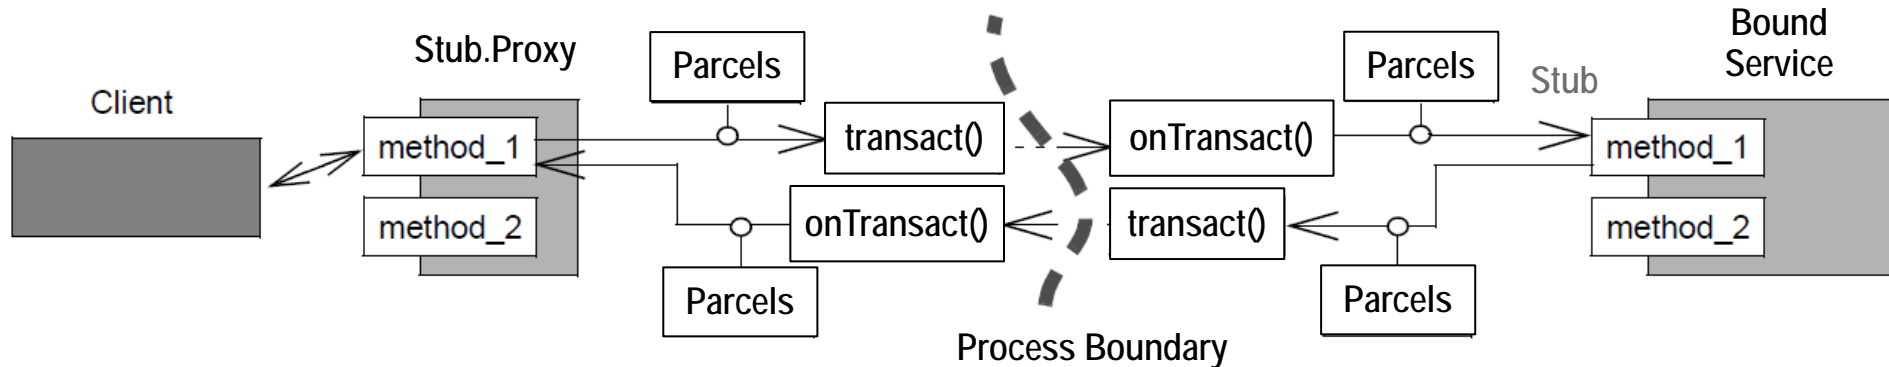 Client
Stub.Proxy
method_1
method_2
Parcels
transact()
onTransact()
Parcels
Process Boundary
onTransact()
Parcels
transact()
Parcels
Stub
Bound
Service
method_1
method_2